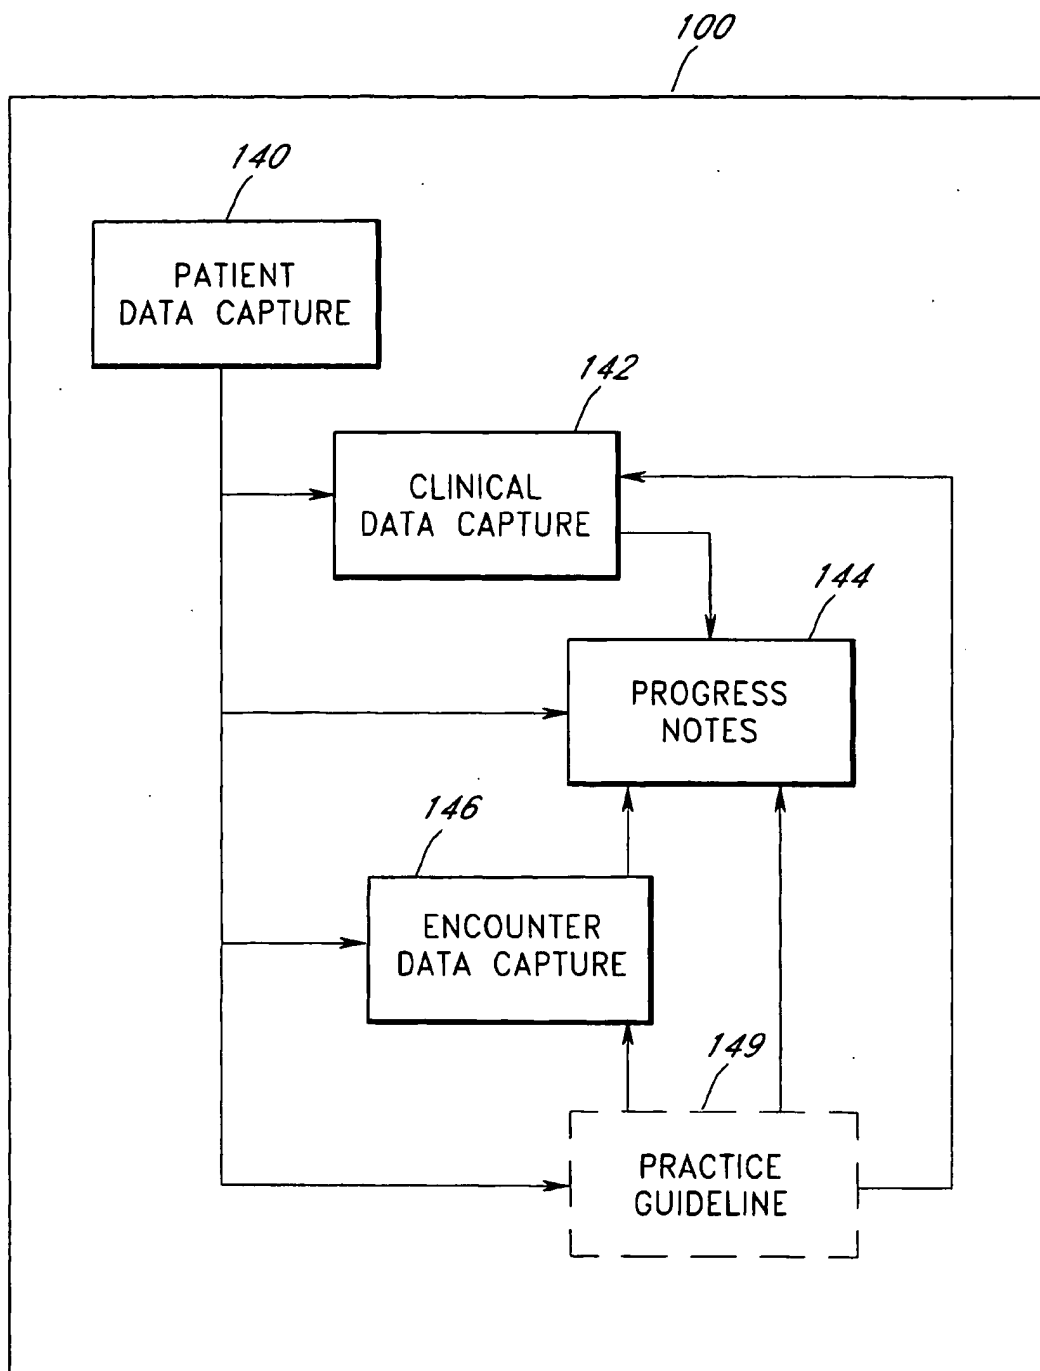 100
140
PATIENT
DATA CAPTURE
142
CLINICAL
DATA CAPTURE
144
PROGRESS
NOTES
146
ENCOUNTER
DATA CAPTURE
149
PRACTICE
GUIDELINE